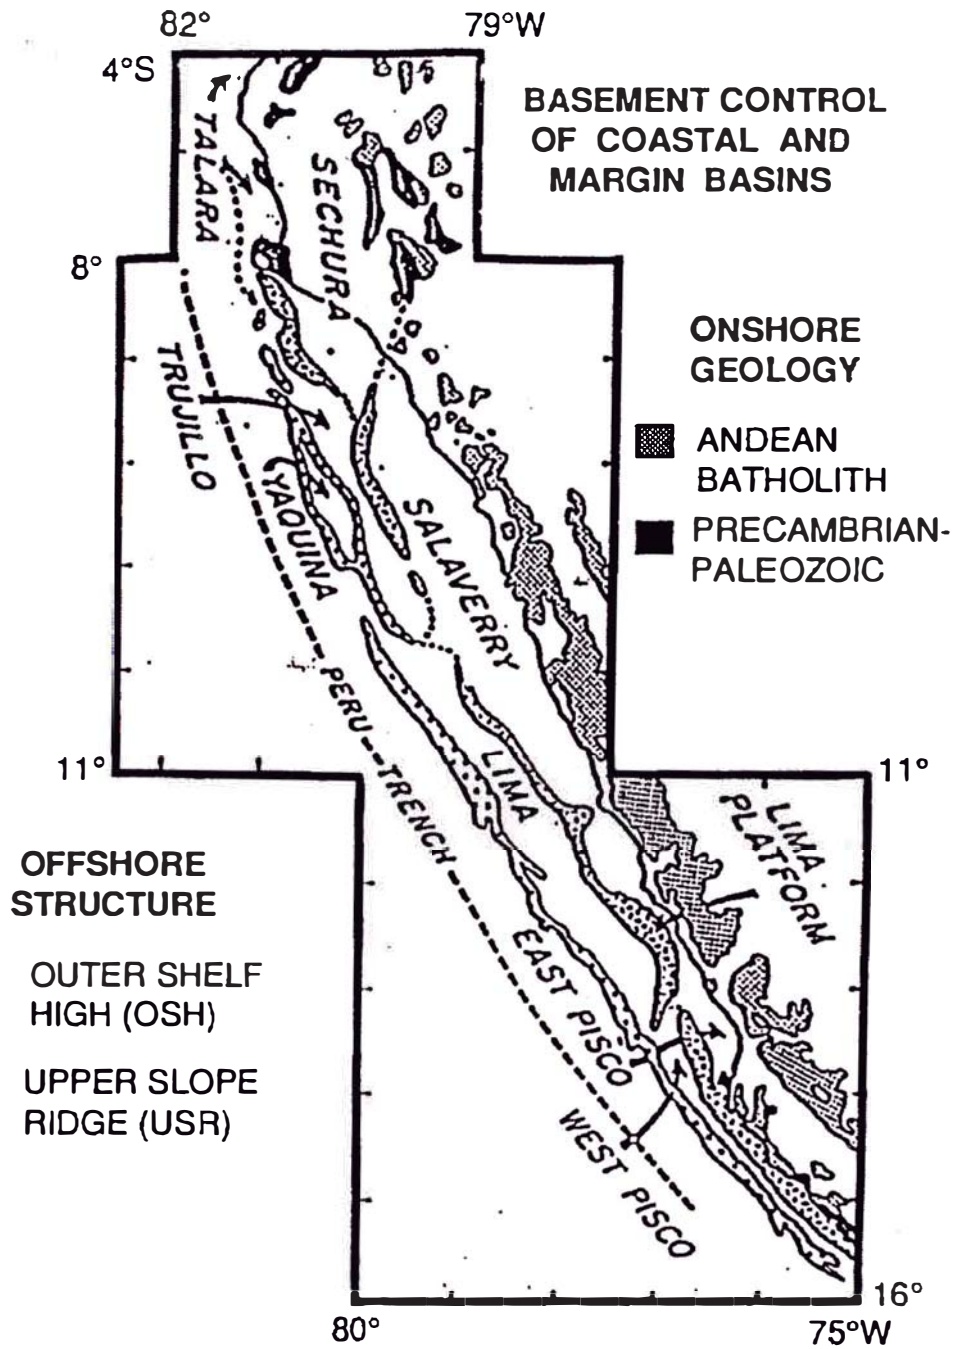 82°
79°W
4°S
BASEMENT CONTROL
OF COASTAL AND
MARGIN BASINS
TALARA
SECHURA
8°
ONSHORE
GEOLOGY
TRUJILLO
ANDEAN
BATHOLITH
YAQUINA
SALAVERRY
PRECAMBRIAN-
PALEOZOIC
PERU TRENCH
LIMA
11°
11°
LIMA
PLATFORM
OFFSHORE
STRUCTURE
OUTER SHELF
HIGH (OSH)
UPPER SLOPE
RIDGE (USR)
EAST PISCO
WEST PISCO
16°
80°
75°W